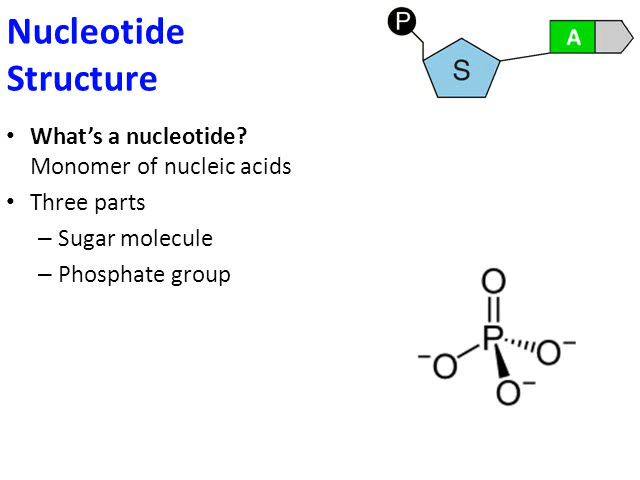 Nucleotide
Structure
P
S
A
• What's a nucleotide?
Monomer of nucleic acids
• Three parts
– Sugar molecule
– Phosphate group
O
P
⁻O
O⁻
O⁻